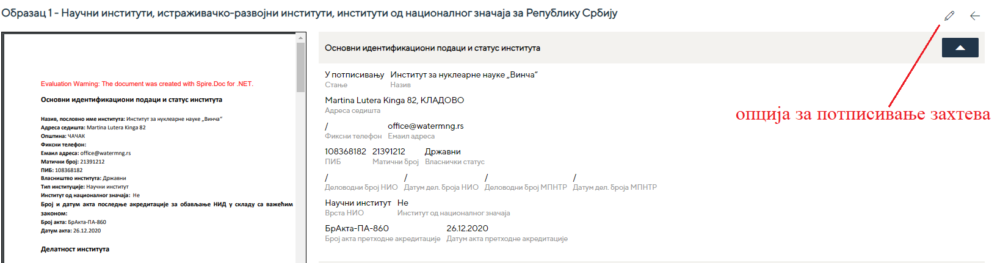 Образац 1 - Научни институти, истраживачко-развојни институти, институти од националног значаја за Републику Србију
Evaluation Warning: The document was created with Spire.Doc for .NET.
Основни идентификациони подаци и статус института
Назив, пословно име института: Институт за нуклеарне науке „Винча“
Адреса седишта: Martina Lutera Kinga 82
Општина: ЧАЧАК
Фиксни телефон:
Емаил адреса: office@watermng.rs
Матични број: 21391212
ПИБ: 108368182
Власништво института: Државни
Тип институције: Научни институт
Институт од националног значаја: Не
Број и датум акта последње акредитације за обављање НИД у складу са важећим
законом:
Број акта: БрАкта-ПА-860
Датум акта: 26.12.2020
Делатност института
Основни идентификациони подаци и статус института
У потписивању Институт за нуклеарне науке „Винча“
Стање Назив
Martina Lutera Kinga 82, КЛАДОВО
Адреса седишта
/ office@watermng.rs
Фиксни телефон Емаил адреса
108368182 21391212 Државни
ПИБ Матични број Власнички статус
/ / / /
Деловодни број НИО Датум дел. броја НИО Деловодни број МПНТР Датум дел. броја МПНТР
Научни институт Не
Врста НИО Институт од националног значаја
БрАкта-ПА-860 26.12.2020
Број акта претходне акредитације Датум акта претходне акредитације
опција за потписивање захтева